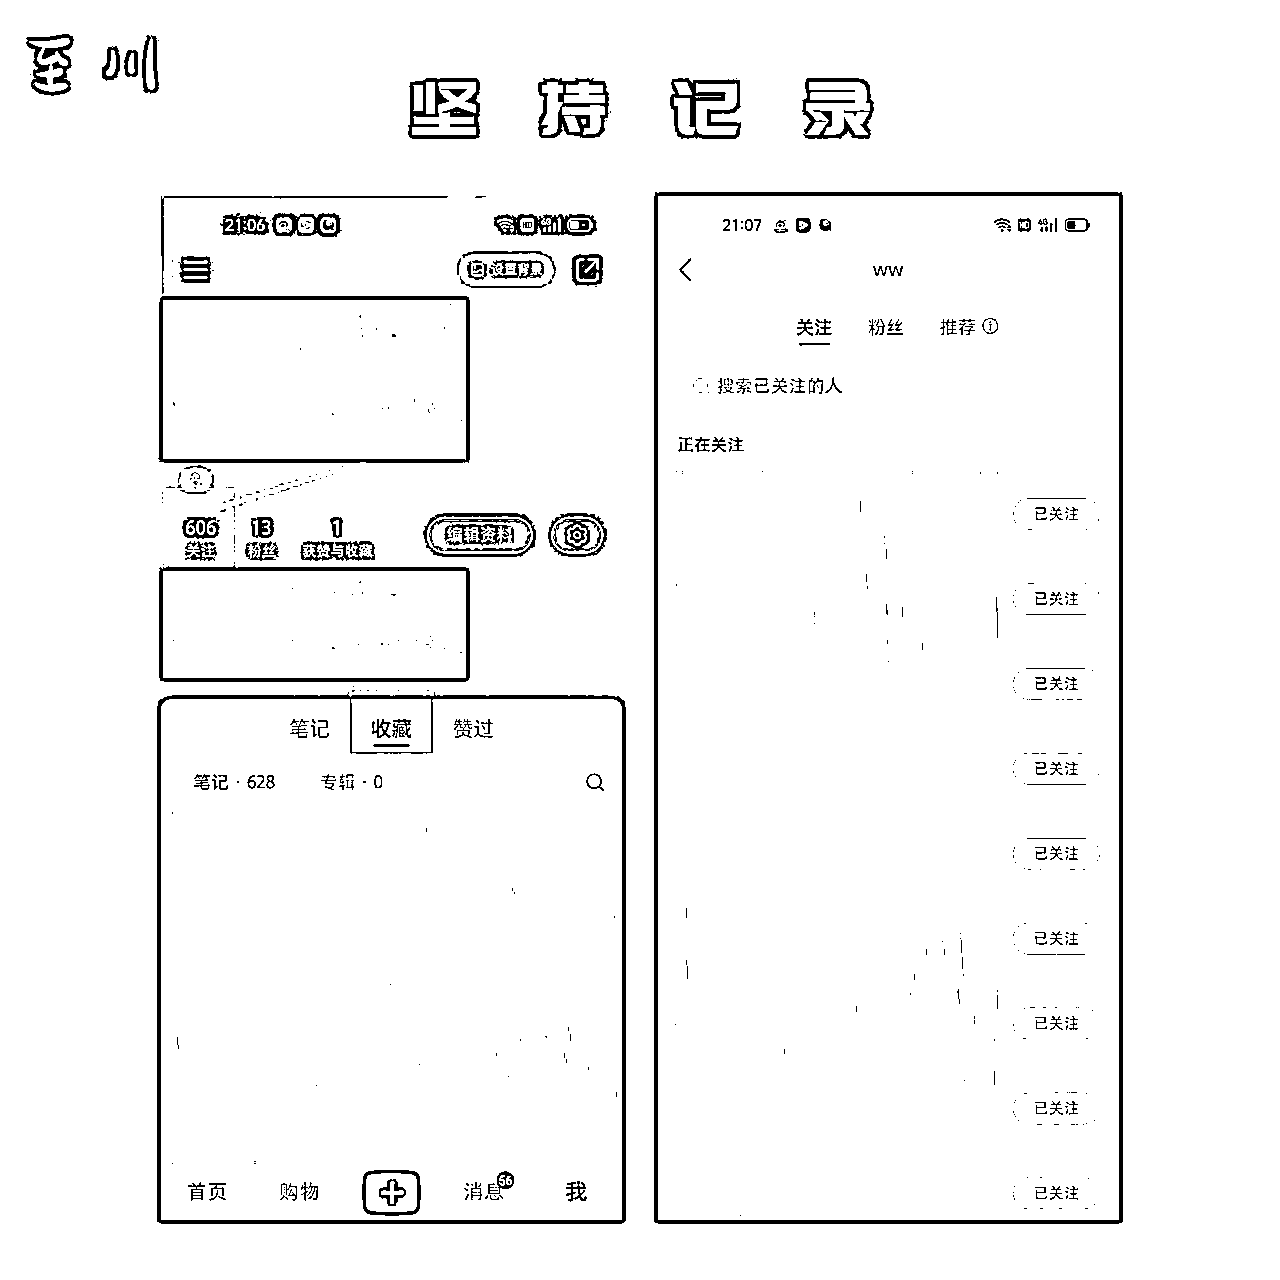 至川
坚持记录
21:06
设置背景
606 13 1
关注 粉丝 获赞与收藏
编辑资料
笔记 收藏 赞过
笔记·628 专辑·0
首页 购物 消息 56 我
21:07
ww
关注 粉丝 推荐
搜索已关注的人
正在关注
已关注
已关注
已关注
已关注
已关注
已关注
已关注
已关注
已关注